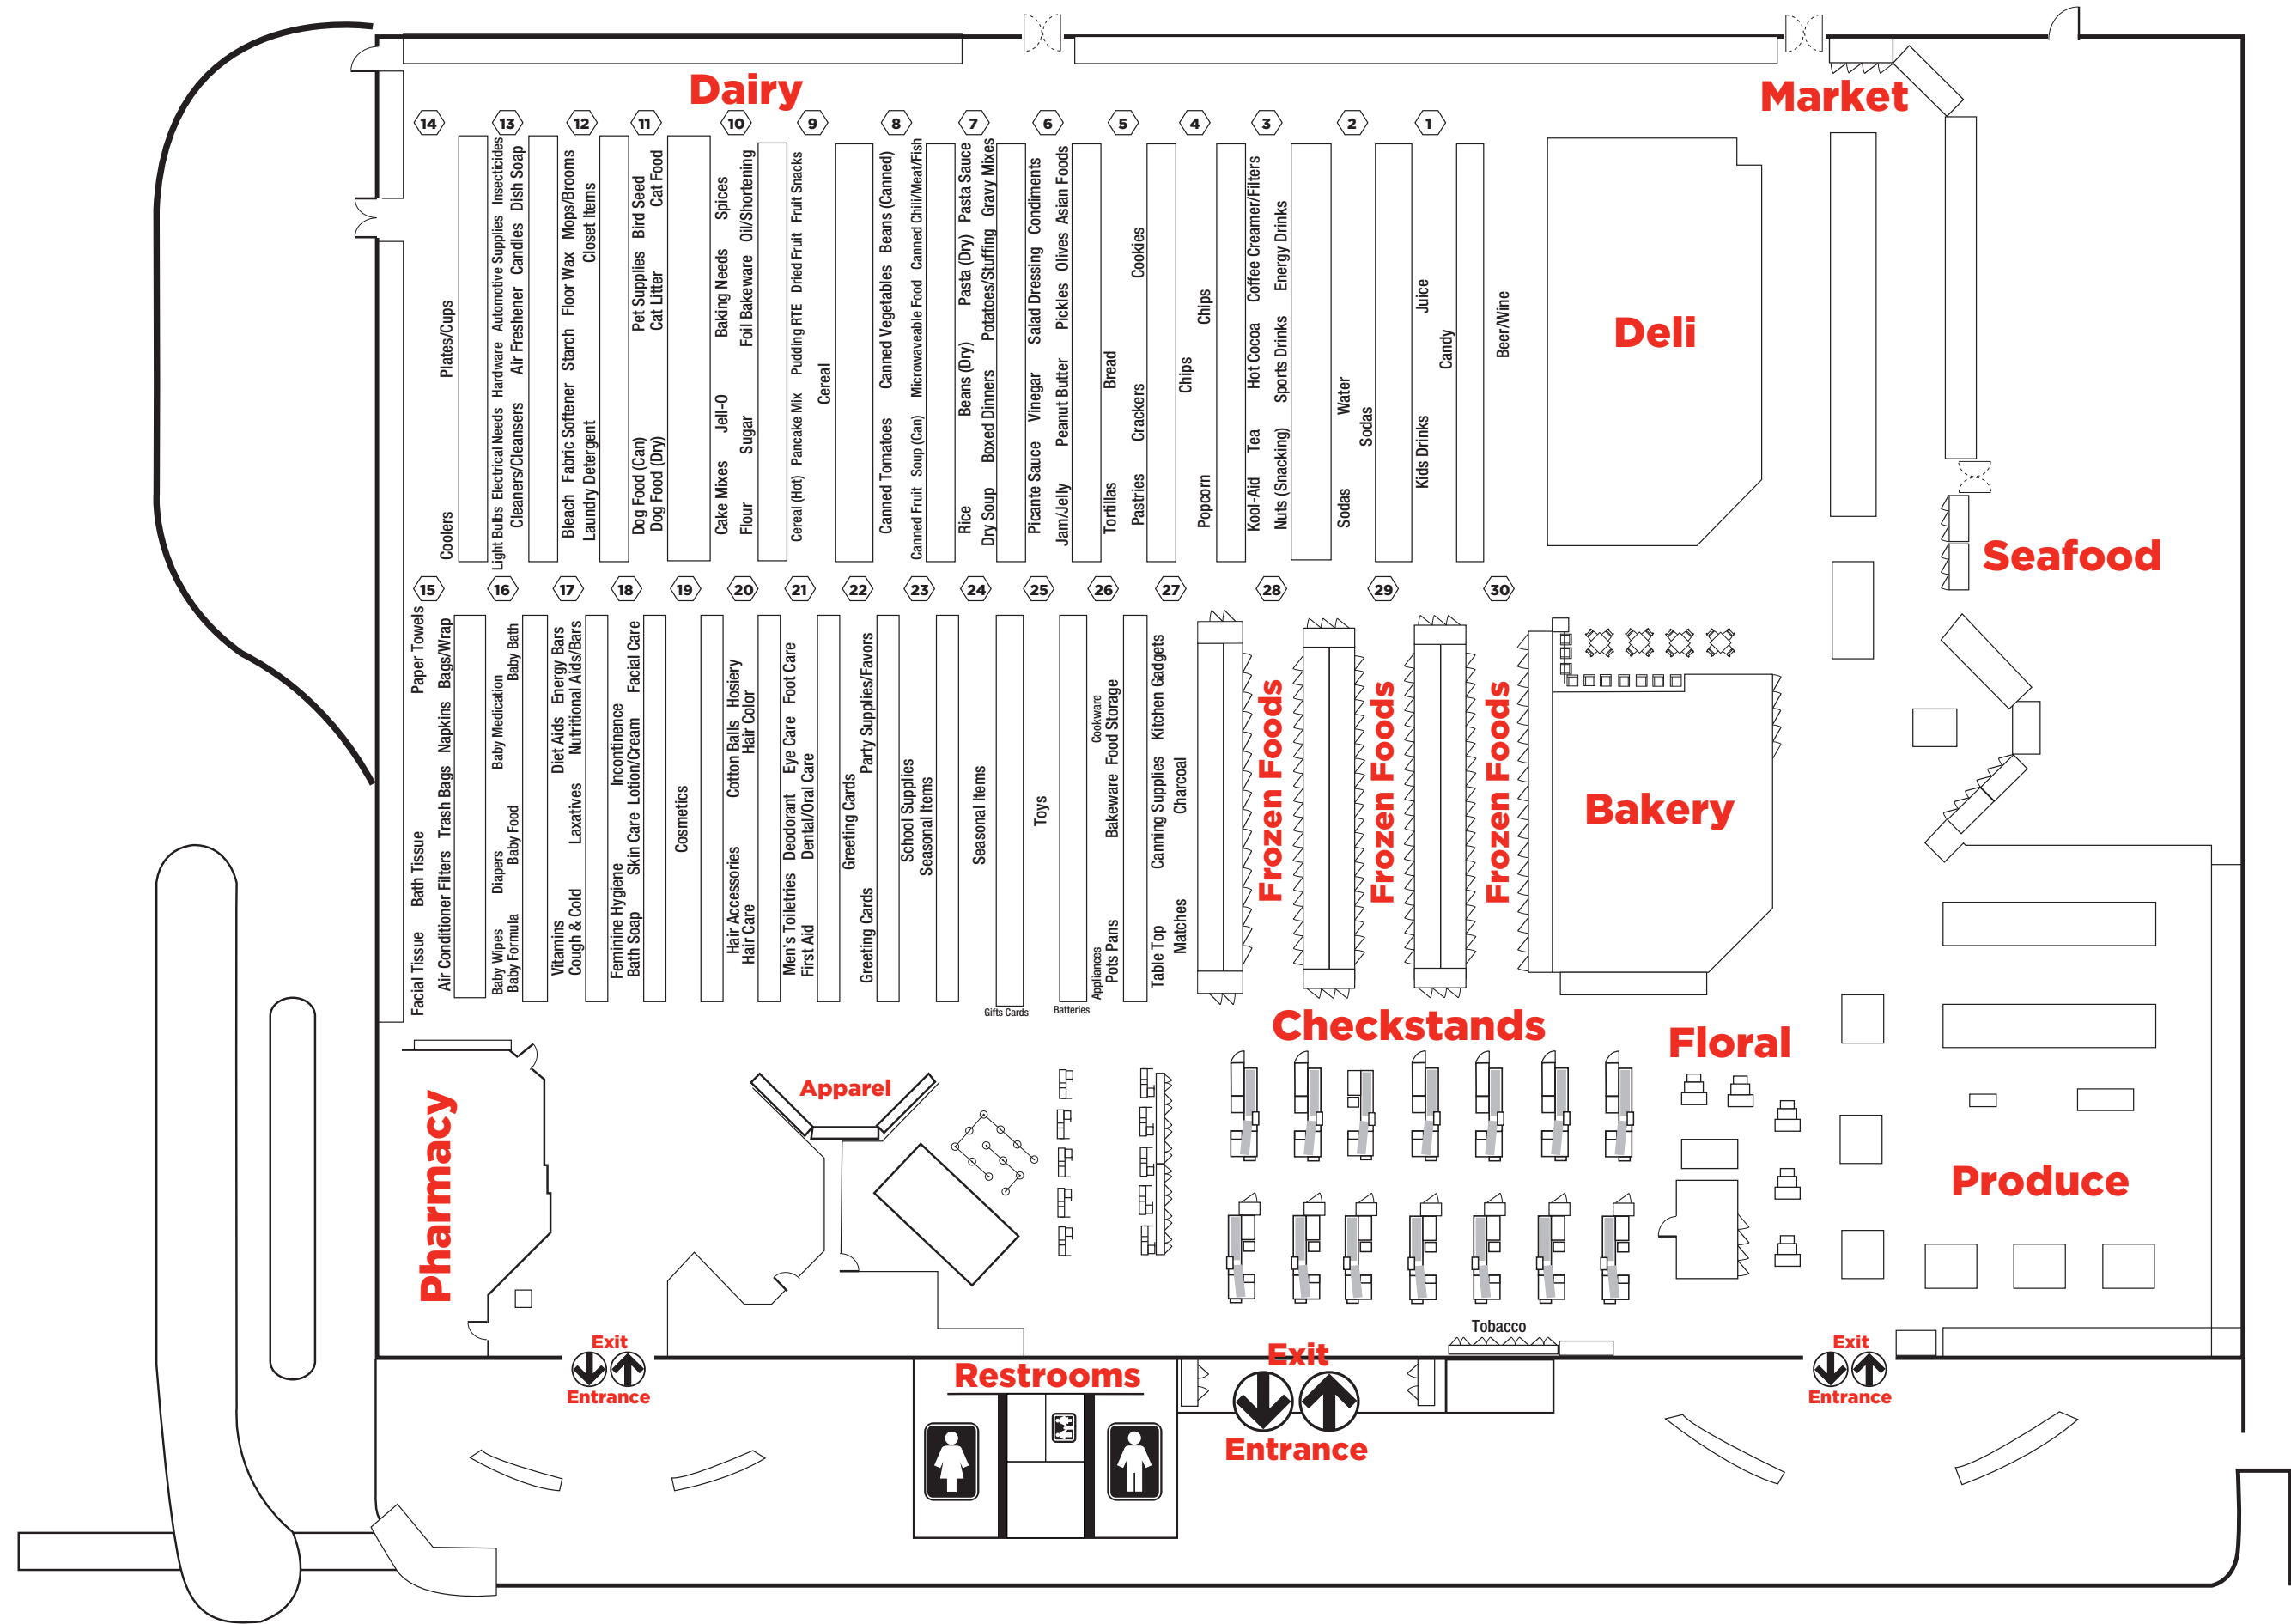 Dairy
Market
14
13
12
11
10
9
8
7
6
5
4
3
2
1
Coolers Plates/Cups
Light Bulbs Electrical Needs Hardware Automotive Supplies Insecticides
Cleaners/Cleansers Air Freshener Candles Dish Soap
Bleach Fabric Softener Starch Floor Wax Mops/Brooms
Laundry Detergent Closet Items
Dog Food (Can) Pet Supplies Bird Seed
Dog Food (Dry) Cat Litter Cat Food
Cake Mixes Jell-O Baking Needs Spices
Flour Sugar Foil Bakeware Oil/Shortening
Cereal (Hot) Pancake Mix Pudding RTE Dried Fruit Fruit Snacks
Cereal
Canned Tomatoes Canned Vegetables Beans (Canned)
Canned Fruit Soup (Can) Microwaveable Food Canned Chili/Meat/Fish
Rice Beans (Dry) Pasta (Dry) Pasta Sauce
Dry Soup Boxed Dinners Potatoes/Stuffing Gravy Mixes
Picante Sauce Vinegar Salad Dressing Condiments
Jam/Jelly Peanut Butter Pickles Olives Asian Foods
Tortillas Bread
Pastries Crackers Cookies
Chips
Popcorn Chips
Kool-Aid Tea Hot Cocoa Coffee Creamer/Filters
Nuts (Snacking) Sports Drinks Energy Drinks
Sodas Water
Sodas
Kids Drinks Juice
Candy
Beer/Wine
Deli
Seafood
15
16
17
18
19
20
21
22
23
24
25
26
27
28
29
30
Facial Tissue Bath Tissue Paper Towels
Air Conditioner Filters Trash Bags Napkins Bags/Wrap
Baby Wipes Diapers Baby Medication
Baby Formula Baby Food Baby Bath
Vitamins Diet Aids Energy Bars
Cough & Cold Laxatives Nutritional Aids/Bars
Feminine Hygiene Incontinence
Bath Soap Skin Care Lotion/Cream Facial Care
Cosmetics
Hair Accessories Cotton Balls Hosiery
Hair Care Hair Color
Men's Toiletries Deodorant Eye Care Foot Care
First Aid Dental/Oral Care
Greeting Cards
Greeting Cards Party Supplies/Favors
School Supplies
Seasonal Items
Seasonal Items
Toys
Appliances Cookware
Pots Pans Bakeware Food Storage
Table Top Canning Supplies Kitchen Gadgets
Matches Charcoal
Frozen Foods
Frozen Foods
Frozen Foods
Bakery
Gifts Cards
Batteries
Checkstands
Floral
Pharmacy
Apparel
Produce
Tobacco
Exit
Entrance
Restrooms
Exit
Entrance
Exit
Entrance